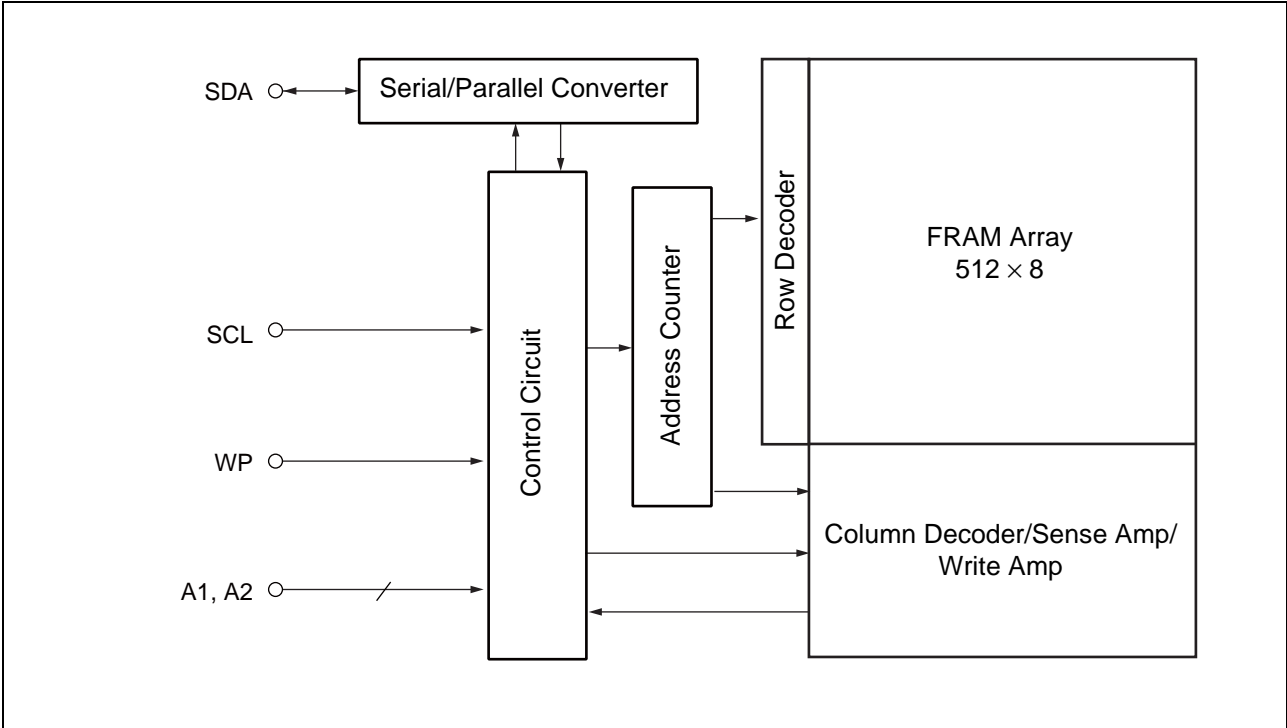 SDA
Serial/Parallel Converter
SCL
WP
A1, A2
Control Circuit
Address Counter
Row Decoder
FRAM Array
512 × 8
Column Decoder/Sense Amp/
Write Amp